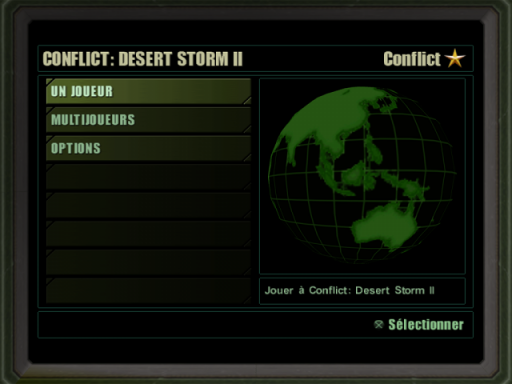 CONFLICT: DESERT STORM II
Conflict
UN JOUEUR
MULTIJOUEURS
OPTIONS
Jouer à Conflict: Desert Storm II
Sélectionner